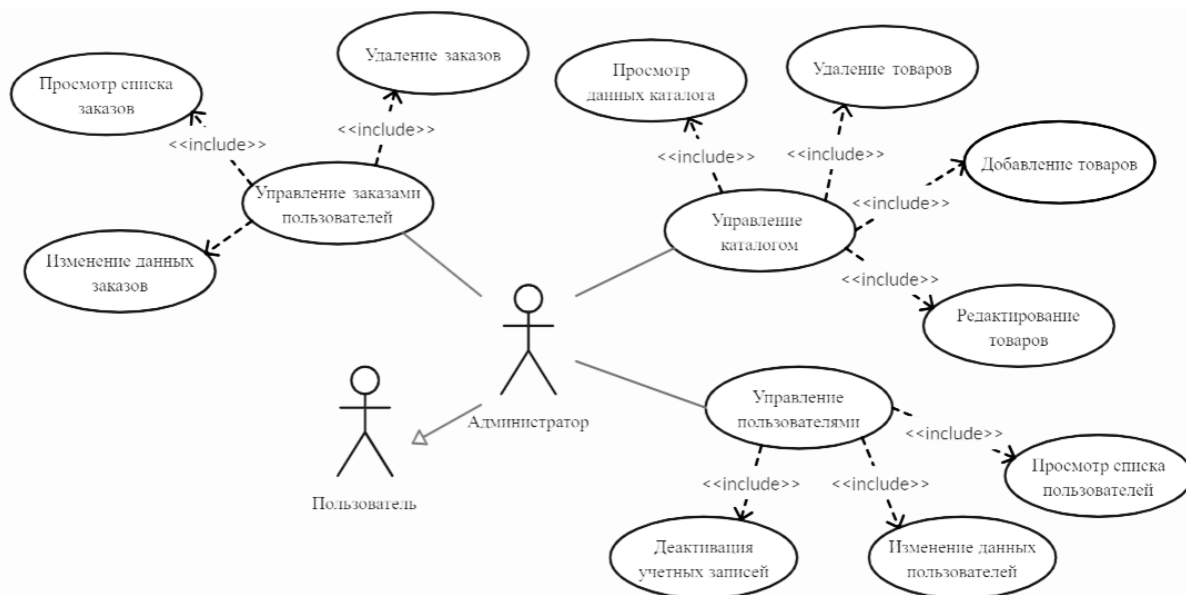 Удаление заказов
Просмотр списка
заказов
<<include>>
<<include>>
Управление заказами
пользователей
Изменение данных
заказов
Просмотр
данных каталога
Удаление товаров
<<include>>
<<include>>
Добавление товаров
<<include>>
Управление
каталогом
<<include>>
Редактирование
товаров
Администратор
Пользователь
Управление
пользователями
<<include>>
Просмотр списка
пользователей
<<include>>
<<include>>
Деактивация
учетных записей
Изменение данных
пользователей